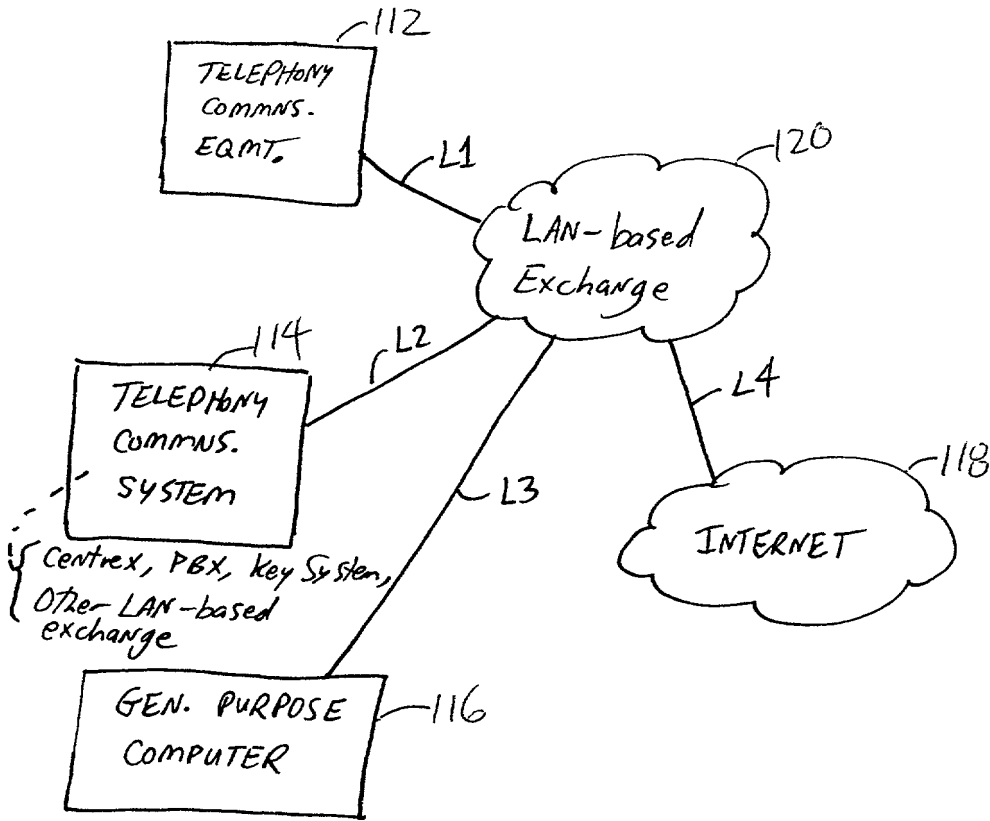 112
TELEPHONY
COMMNS.
EQMT.
L1
120
LAN-based
Exchange
114
L2
TELEPHONY
COMMNS.
SYSTEM
L4
118
INTERNET
L3
Centrex, PBX, Key System,
Other LAN-based
exchange
116
GEN. PURPOSE
COMPUTER